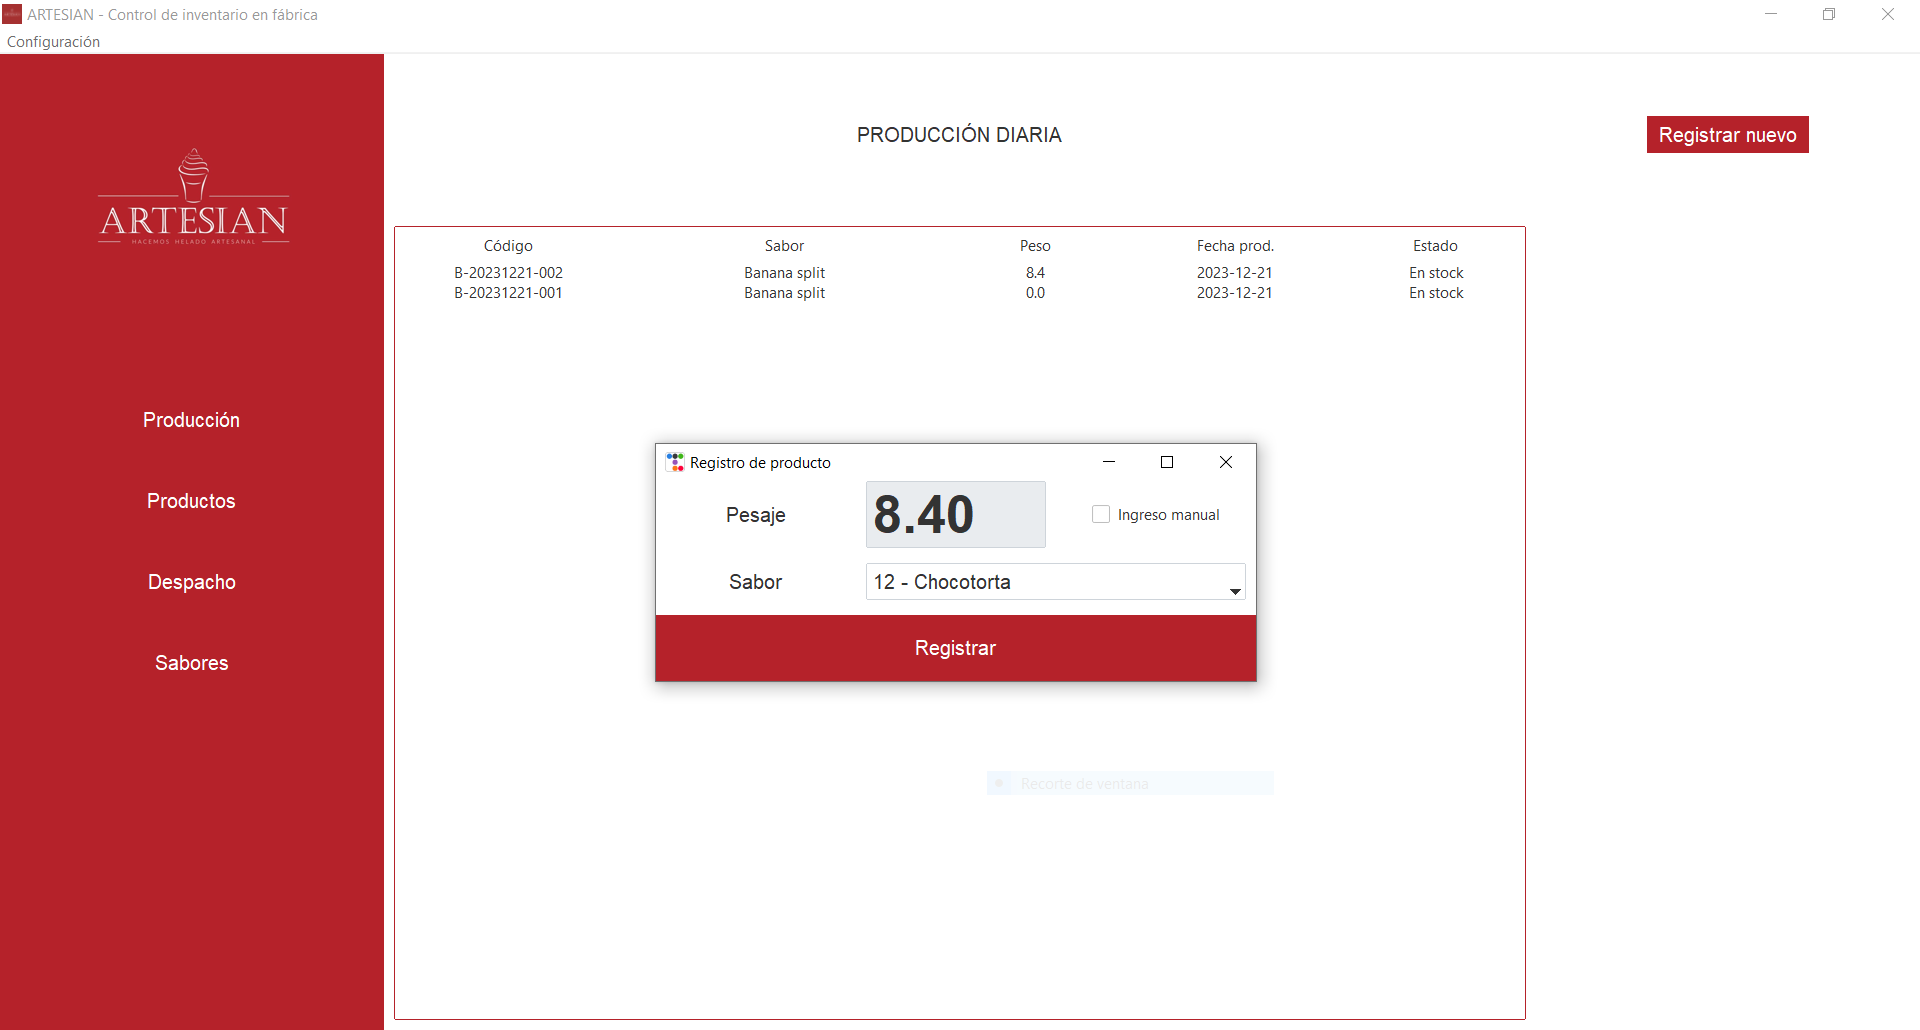 ARTESIAN - Control de inventario en fábrica
Configuración
ARTESIAN
HACEMOS HELADO ARTESANAL
Producción
Productos
Despacho
Sabores
PRODUCCIÓN DIARIA
Registrar nuevo
Código Sabor Peso Fecha prod. Estado
B-20231221-002 Banana split 8.4 2023-12-21 En stock
B-20231221-001 Banana split 0.0 2023-12-21 En stock
Registro de producto
Pesaje 8.40 Ingreso manual
Sabor 12 - Chocotorta
Registrar
Recorte de ventana